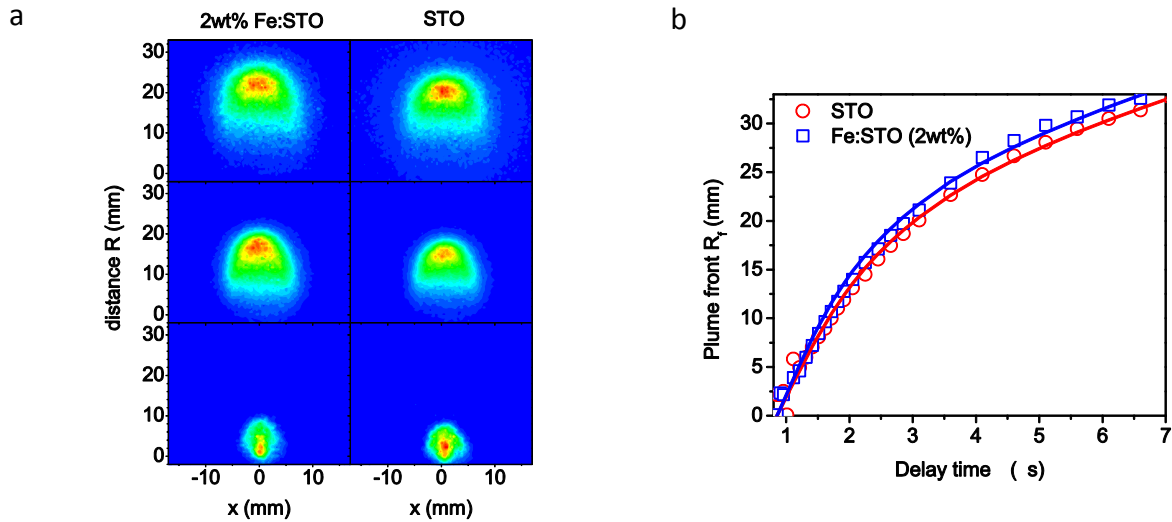 a
2wt% Fe:STO
STO
30
20
10
0
30
20
10
0
30
20
10
0
distance R (mm)
-10
0
10
-10
0
10
x (mm)
x (mm)
b
STO
Fe:STO (2wt%)
30
25
20
15
10
5
0
Plume front Rf (mm)
1
2
3
4
5
6
7
Delay time ( s)